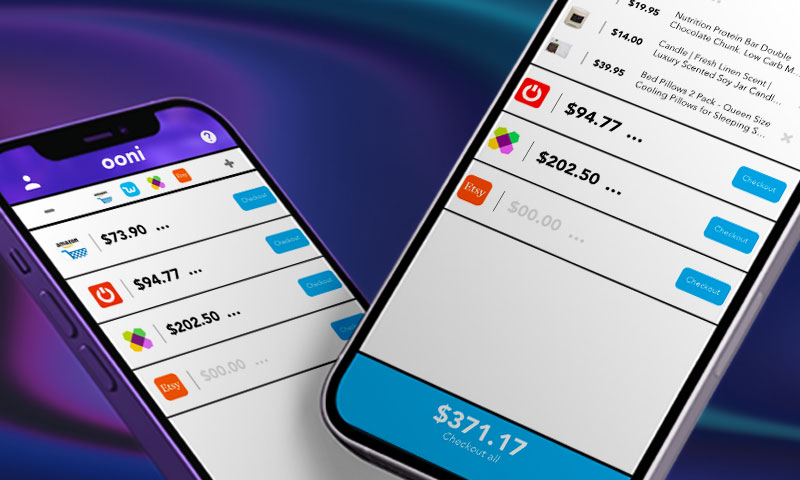 ooni
?
amazon
$73.90 ...
Checkout
$94.77 ...
Checkout
$202.50 ...
Checkout
Etsy
$00.00 ...
Checkout
$19.95
Nutrition Protein Bar Double
Chocolate Chunk. Low Carb M...
$14.00
Candle | Fresh Linen Scent |
Luxury Scented Soy Jar Candl...
$39.95
Bed Pillows 2 Pack - Queen Size
Cooling Pillows for Sleeping S...
$94.77 ...
Checkout
$202.50 ...
Checkout
Etsy
$00.00 ...
Checkout
$371.17
Checkout all